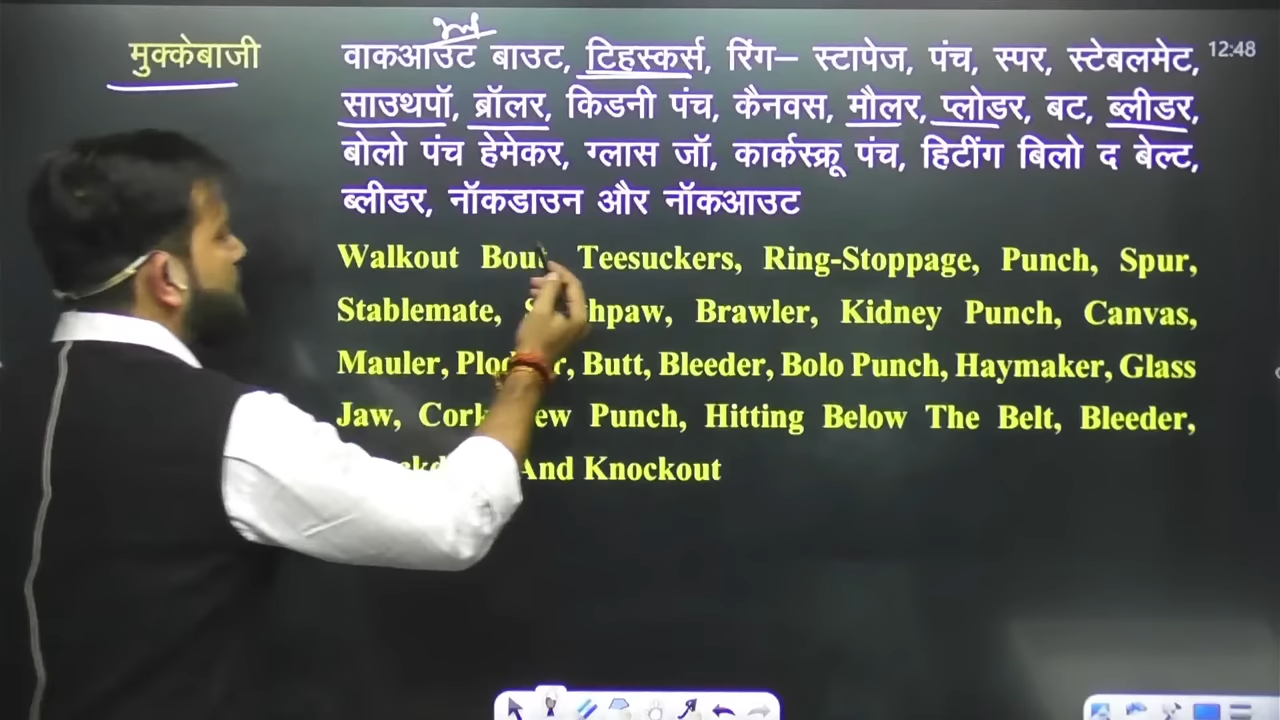 मुक्केबाजी
वाकआउट बाउट, टिहस्कर्स, रिंग– स्टापेज, पंच, स्पर, स्टेबलमेट,
12:48
साउथपॉ, ब्रॉलर, किडनी पंच, कैनवस, मौलर, प्लोडर, बट, ब्लीडर,
बोलो पंच हेमेकर, ग्लास जॉ, कार्कस्क्रू पंच, हिटींग बिलो द बेल्ट,
ब्लीडर, नॉकडाउन और नॉकआउट
Walkout Teesuckers, Ring-Stoppage, Punch, Spur,
Stablemate, Brawler, Kidney Punch, Canvas,
Mauler, Butt, Bleeder, Bolo Punch, Haymaker, Glass
Jaw, Punch, Hitting Below The Belt, Bleeder,
And Knockout